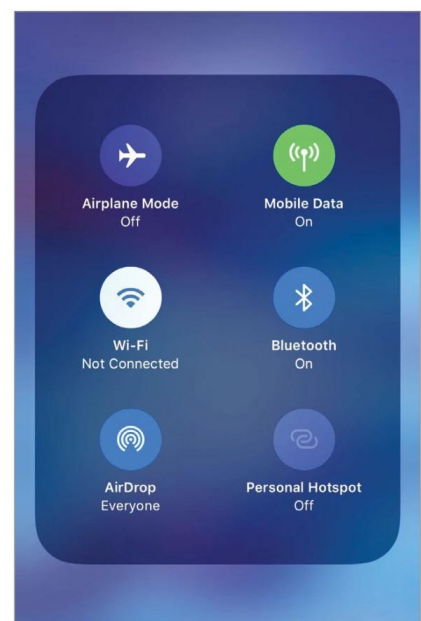 Airplane Mode
Off
Mobile Data
On
Wi-Fi
Not Connected
Bluetooth
On
AirDrop
Everyone
Personal Hotspot
Off